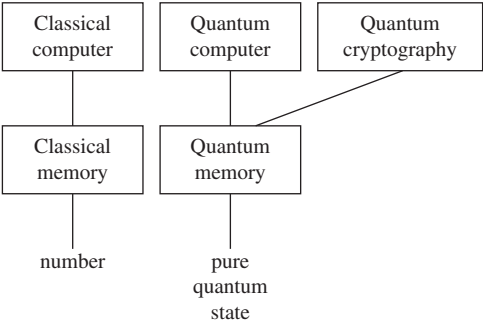 Classical
computer
Quantum
computer
Quantum
cryptography
Classical
memory
Quantum
memory
number
pure
quantum
state